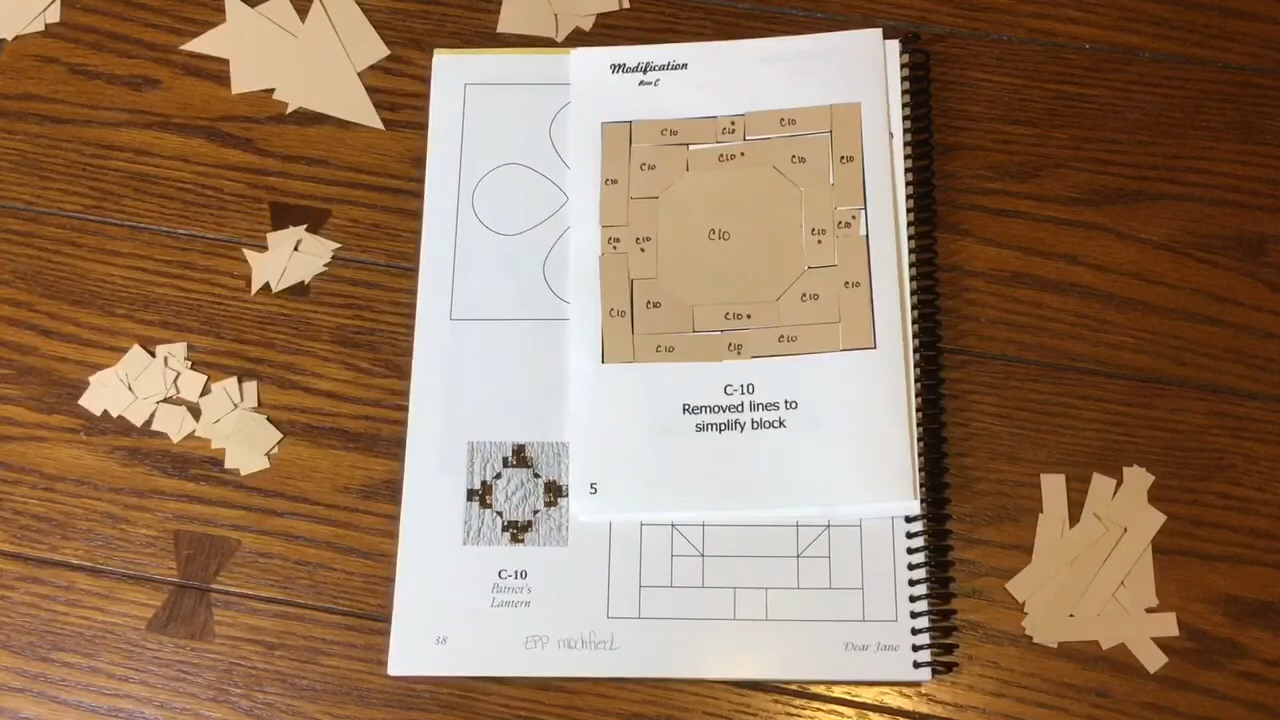 Modification
Row C
C10 C10 C10
C10 C10 C10 C10 C10
C10 C10 C10 C10 C10
C10 C10 C10 C10
C10
C10 C10 C10
C-10
Removed lines to
simplify block
5
C-10
Patriot's
Lantern
38
EPP modified
Dear Jane